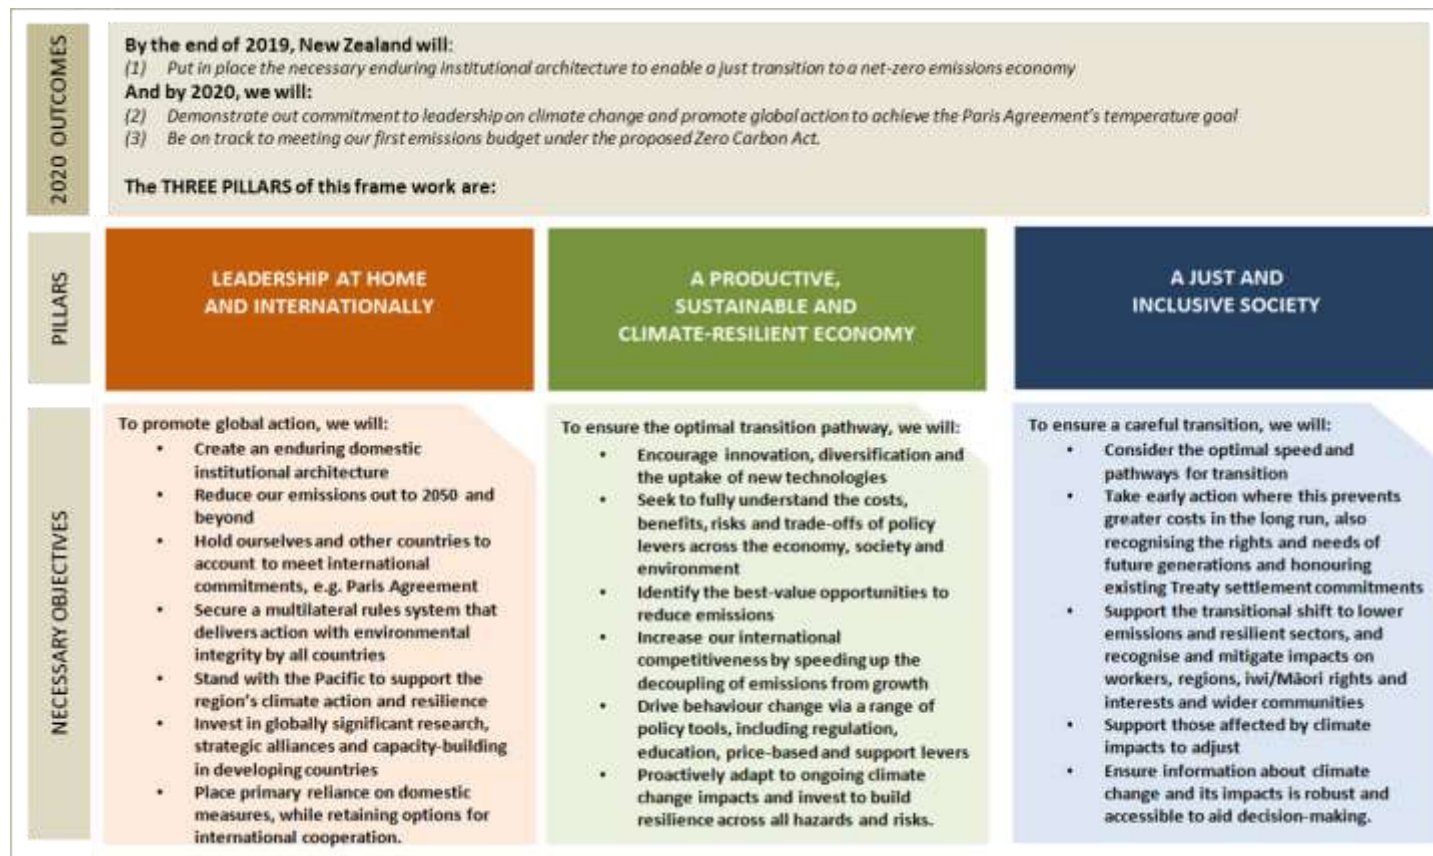 2020 OUTCOMES
By the end of 2019, New Zealand will:
(1) Put in place the necessary enduring institutional architecture to enable a just transition to a net-zero emissions economy
And by 2020, we will:
(2) Demonstrate out commitment to leadership on climate change and promote global action to achieve the Paris Agreement's temperature goal
(3) Be on track to meeting our first emissions budget under the proposed Zero Carbon Act.
The THREE PILLARS of this frame work are:
PILLARS
LEADERSHIP AT HOME
AND INTERNATIONALLY
A PRODUCTIVE,
SUSTAINABLE AND
CLIMATE-RESILIENT ECONOMY
A JUST AND
INCLUSIVE SOCIETY
NECESSARY OBJECTIVES
To promote global action, we will:
• Create an enduring domestic
institutional architecture
• Reduce our emissions out to 2050 and
beyond
• Hold ourselves and other countries to
account to meet international
commitments, e.g. Paris Agreement
• Secure a multilateral rules system that
delivers action with environmental
integrity by all countries
• Stand with the Pacific to support the
region's climate action and resilience
• Invest in globally significant research,
strategic alliances and capacity-building
in developing countries
• Place primary reliance on domestic
measures, while retaining options for
international cooperation.
To ensure the optimal transition pathway, we will:
• Encourage innovation, diversification and
the uptake of new technologies
• Seek to fully understand the costs,
benefits, risks and trade-offs of policy
levers across the economy, society and
environment
• Identify the best-value opportunities to
reduce emissions
• Increase our international
competitiveness by speeding up the
decoupling of emissions from growth
• Drive behaviour change via a range of
policy tools, including regulation,
education, price-based and support levers
• Proactively adapt to ongoing climate
change impacts and invest to build
resilience across all hazards and risks.
To ensure a careful transition, we will:
• Consider the optimal speed and
pathways for transition
• Take early action where this prevents
greater costs in the long run, also
recognising the rights and needs of
future generations and honouring
existing Treaty settlement commitments
• Support the transitional shift to lower
emissions and resilient sectors, and
recognise and mitigate impacts on
workers, regions, iwi/Māori rights and
interests and wider communities
• Support those affected by climate
impacts to adjust
• Ensure information about climate
change and its impacts is robust and
accessible to aid decision-making.